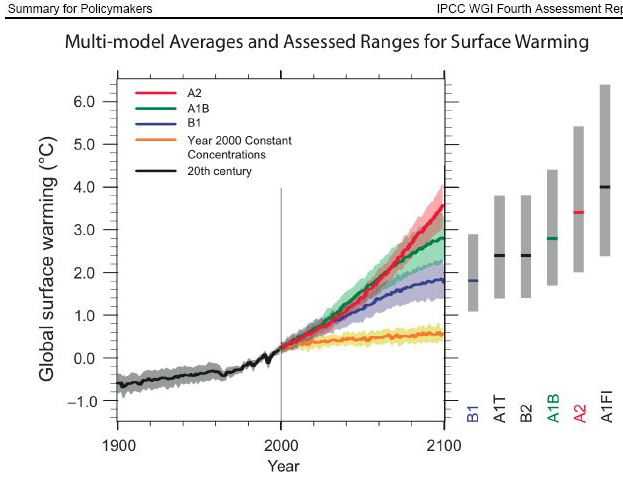 Summary for Policymakers
IPCC WGI Fourth Assessment Rep
Multi-model Averages and Assessed Ranges for Surface Warming
A2
A1B
B1
Year 2000 Constant
Concentrations
20th century
Global surface warming (°C)
6.0
5.0
4.0
3.0
2.0
1.0
0.0
–1.0
1900
2000
2100
Year
B1
A1T
B2
A1B
A2
A1FI